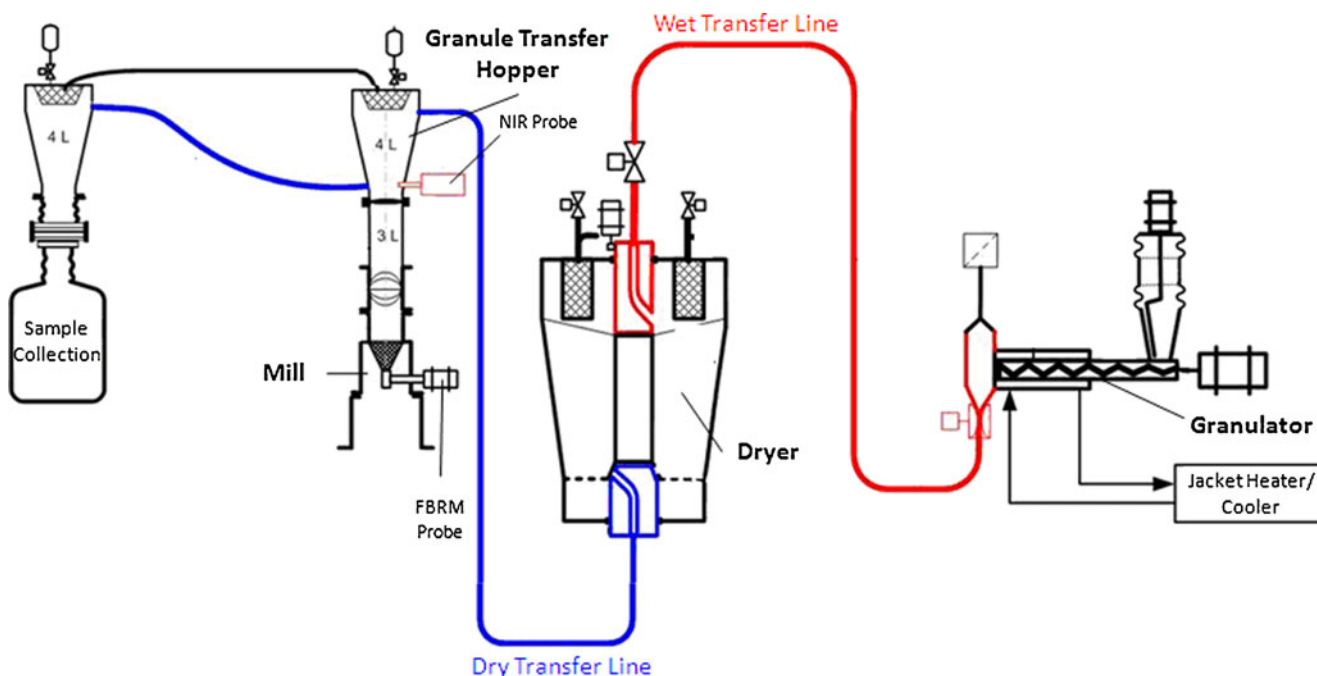 Wet Transfer Line
Granule Transfer
Hopper
NIR Probe
4 L
4 L
3 L
Sample
Collection
Mill
FBRM
Probe
Dryer
Granulator
Jacket Heater/
Cooler
Dry Transfer Line